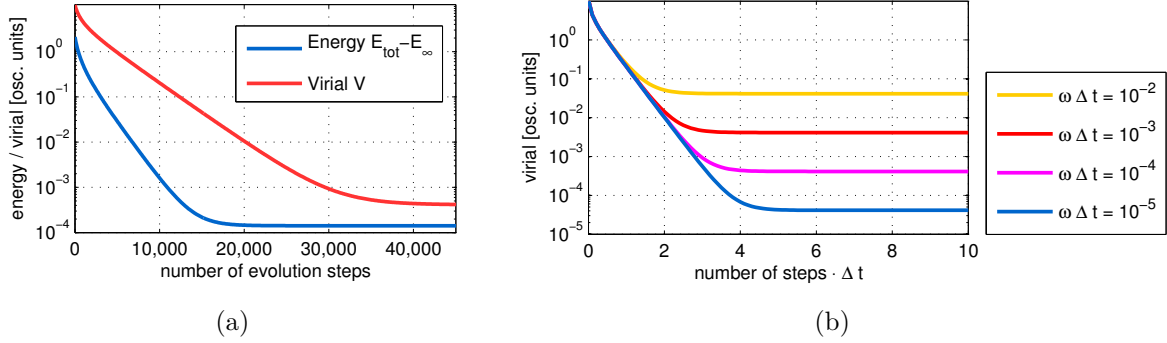 energy / virial [osc. units]
10^0
10^-1
10^-2
10^-3
10^-4
0
10,000
20,000
30,000
40,000
number of evolution steps
Energy E_tot−E_∞
Virial V
(a)
virial [osc. units]
10^0
10^-1
10^-2
10^-3
10^-4
10^-5
0
2
4
6
8
10
number of steps · Δ t
ω Δ t = 10^-2
ω Δ t = 10^-3
ω Δ t = 10^-4
ω Δ t = 10^-5
(b)